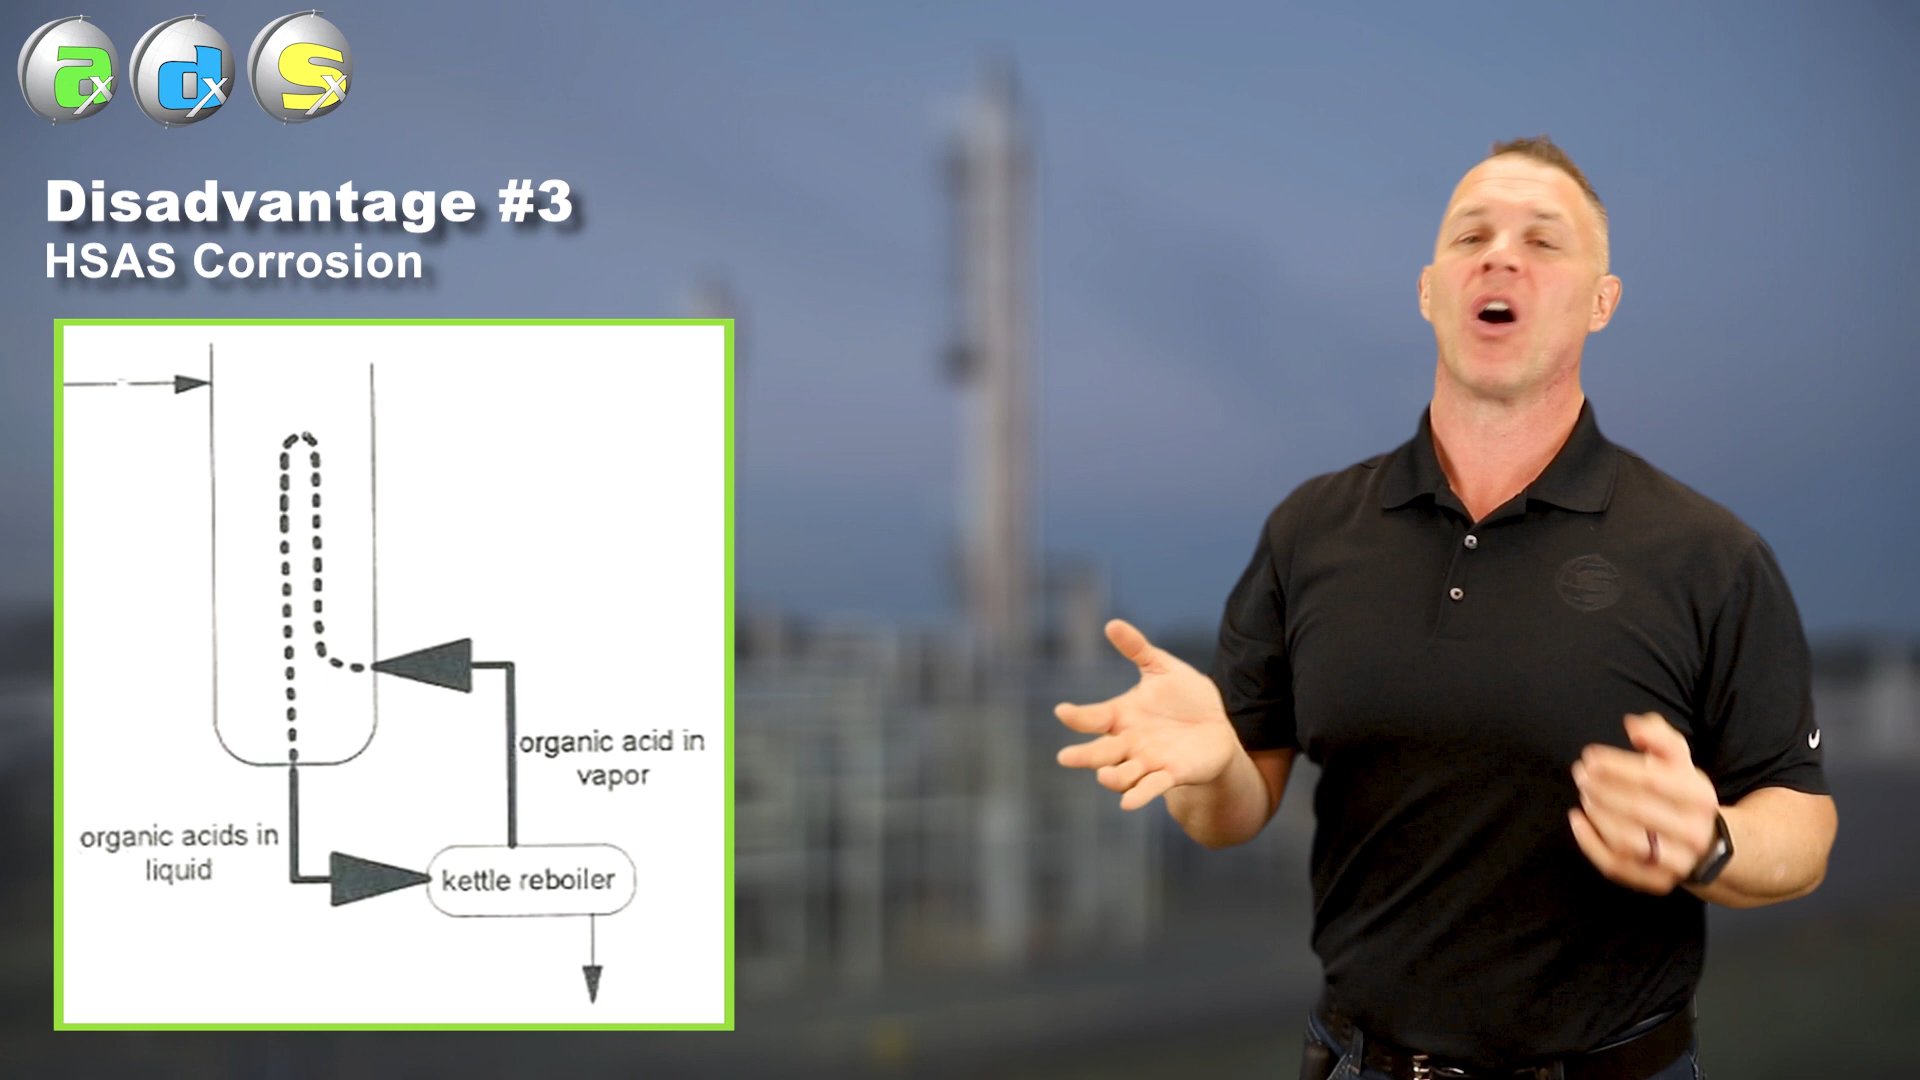 a x
d x
s x
Disadvantage #3
HSAS Corrosion
organic acid in
vapor
organic acids in
liquid
kettle reboiler